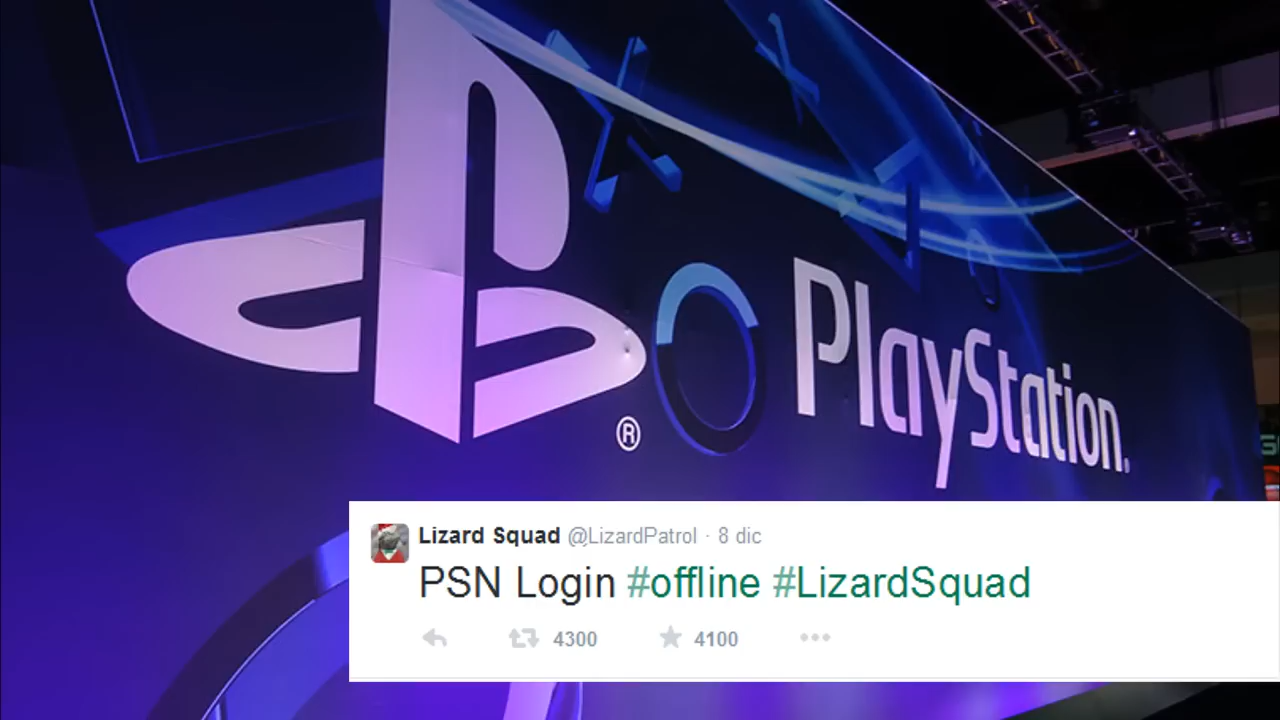 PlayStation
®
Lizard Squad @LizardPatrol · 8 dic
PSN Login #offline #LizardSquad
4300 4100